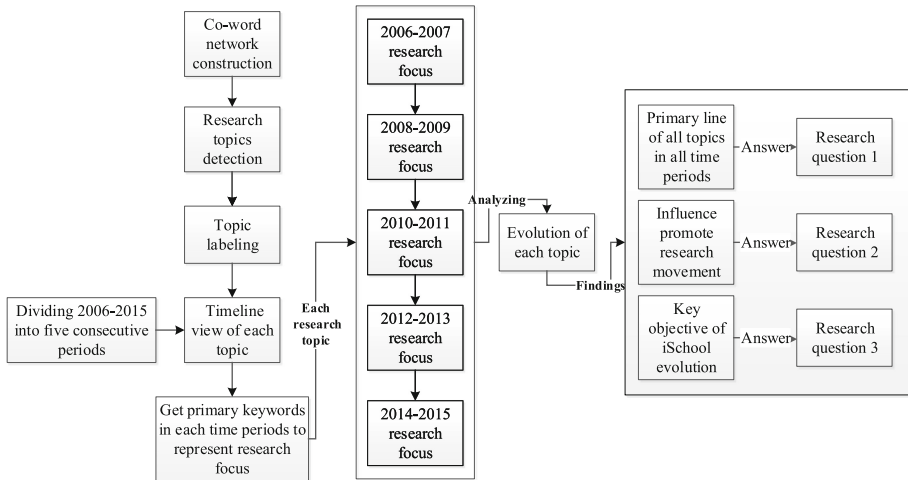 Co-word
network
construction
Research
topics
detection
Topic
labeling
Dividing 2006-2015
into five consecutive
periods
Timeline
view of each
topic
Get primary keywords
in each time periods to
represent research
focus
Each
research
topic
2006-2007
research
focus
2008-2009
research
focus
2010-2011
research
focus
2012-2013
research
focus
2014-2015
research
focus
Analyzing
Evolution of
each topic
Findings
Primary line
of all topics
in all time
periods
Answer
Research
question 1
Influence
promote
research
movement
Answer
Research
question 2
Key
objective of
iSchool
evolution
Answer
Research
question 3